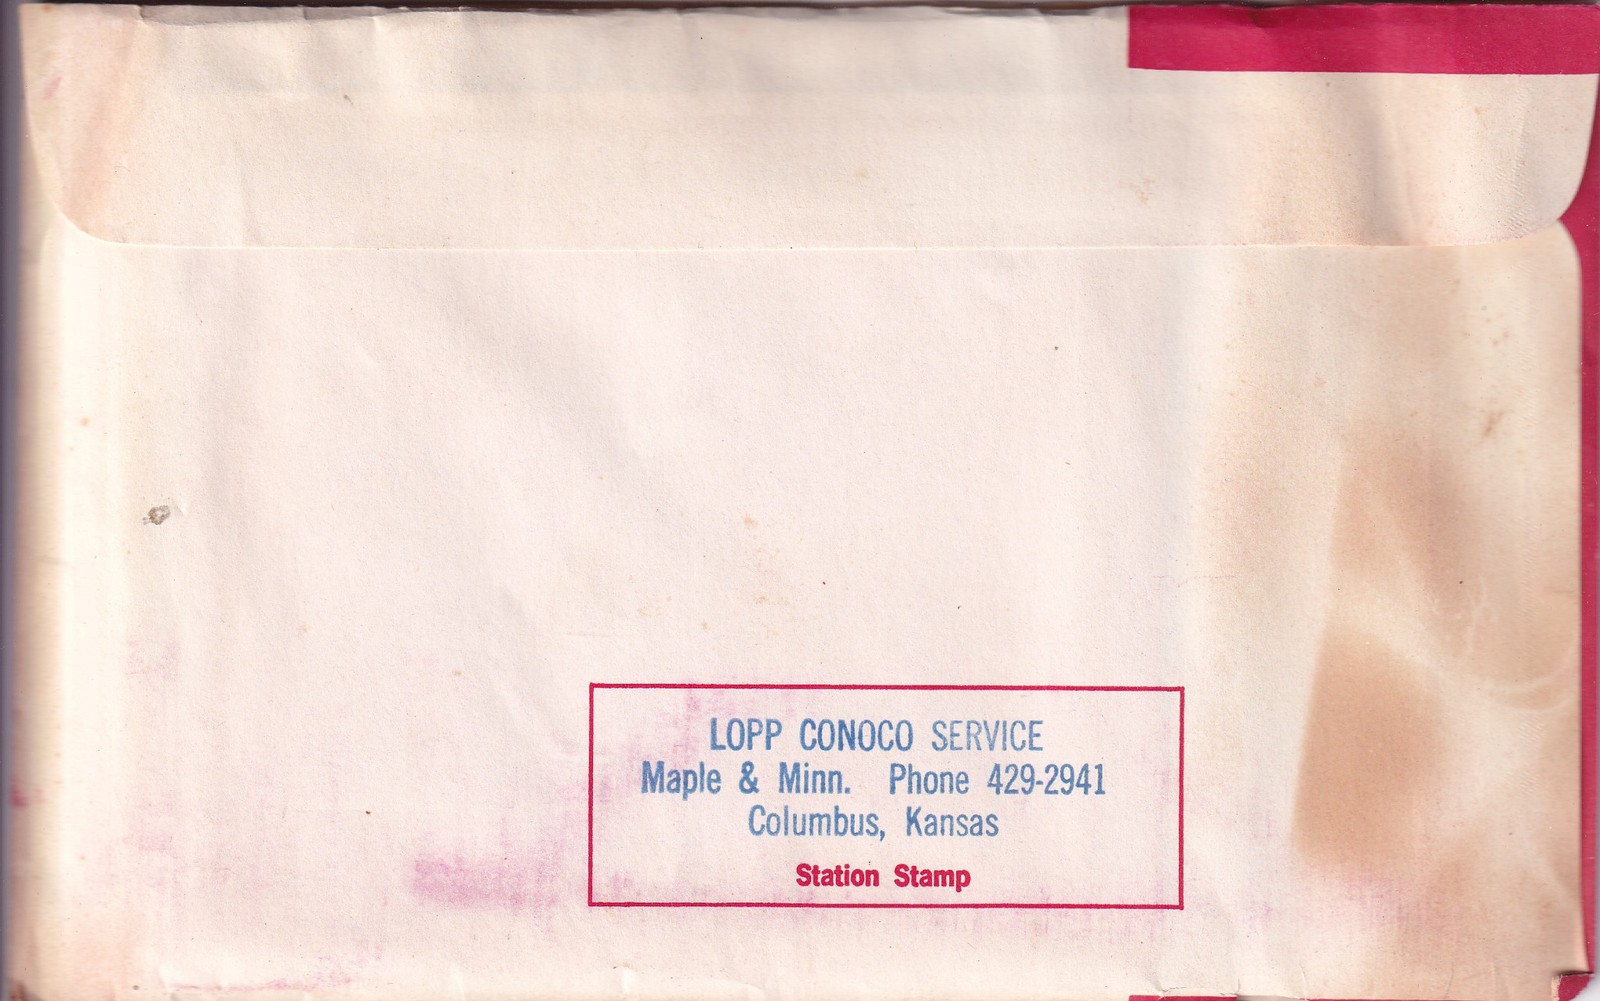 LOPP CONOCO SERVICE
Maple & Minn. Phone 429-2941
Columbus, Kansas
Station Stamp